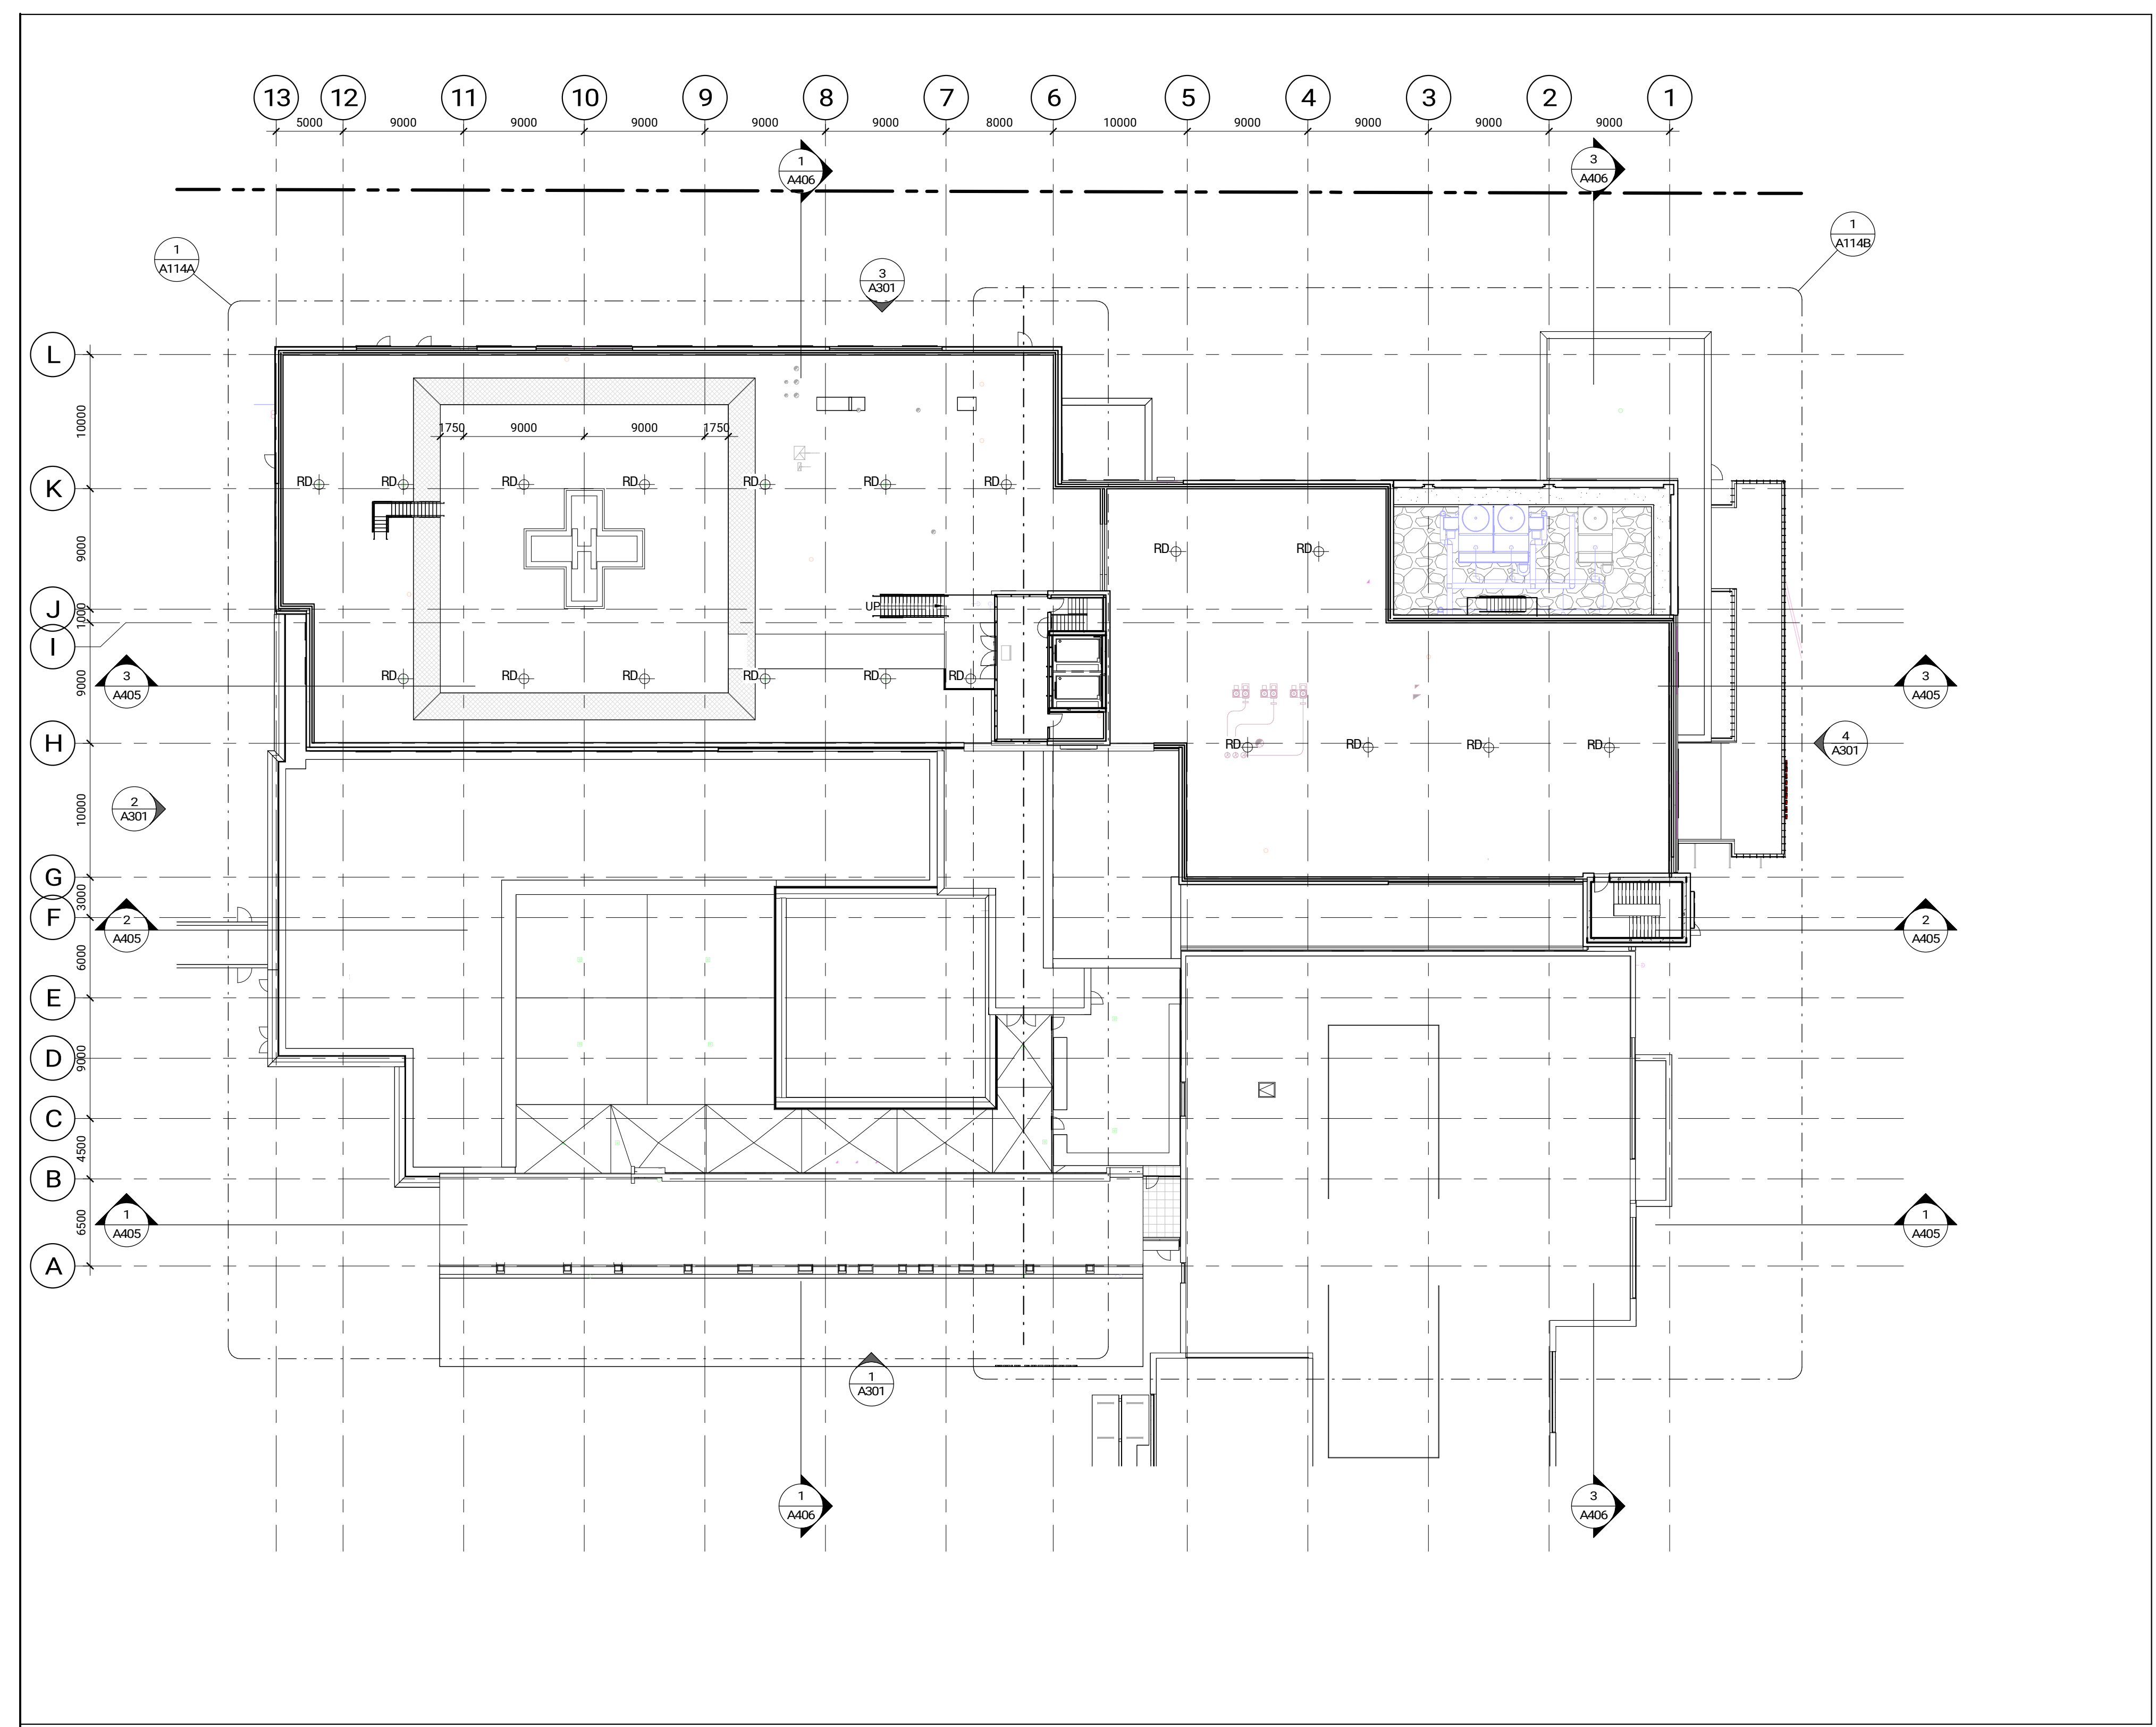 13 12 11 10 9 8 7 6 5 4 3 2 1
5000 9000 9000 9000 9000 9000 8000 10000 9000 9000 9000 9000
1
A406
3
A406
1
A114A
1
A114B
3
A301
L
10000
1750 9000 9000 1750
K
RD RD RD RD RD RD RD
9000
RD RD
J
1000
UP
I
9000
3
A405
RD RD RD RD RD RD
3
A405
H
RD RD RD RD
4
A301
2
A301
10000
G
3000
F
2
A405
2
A405
6000
E
D
9000
C
4500
B
6500
1
A405
1
A405
A
1
A301
1
A406
3
A406